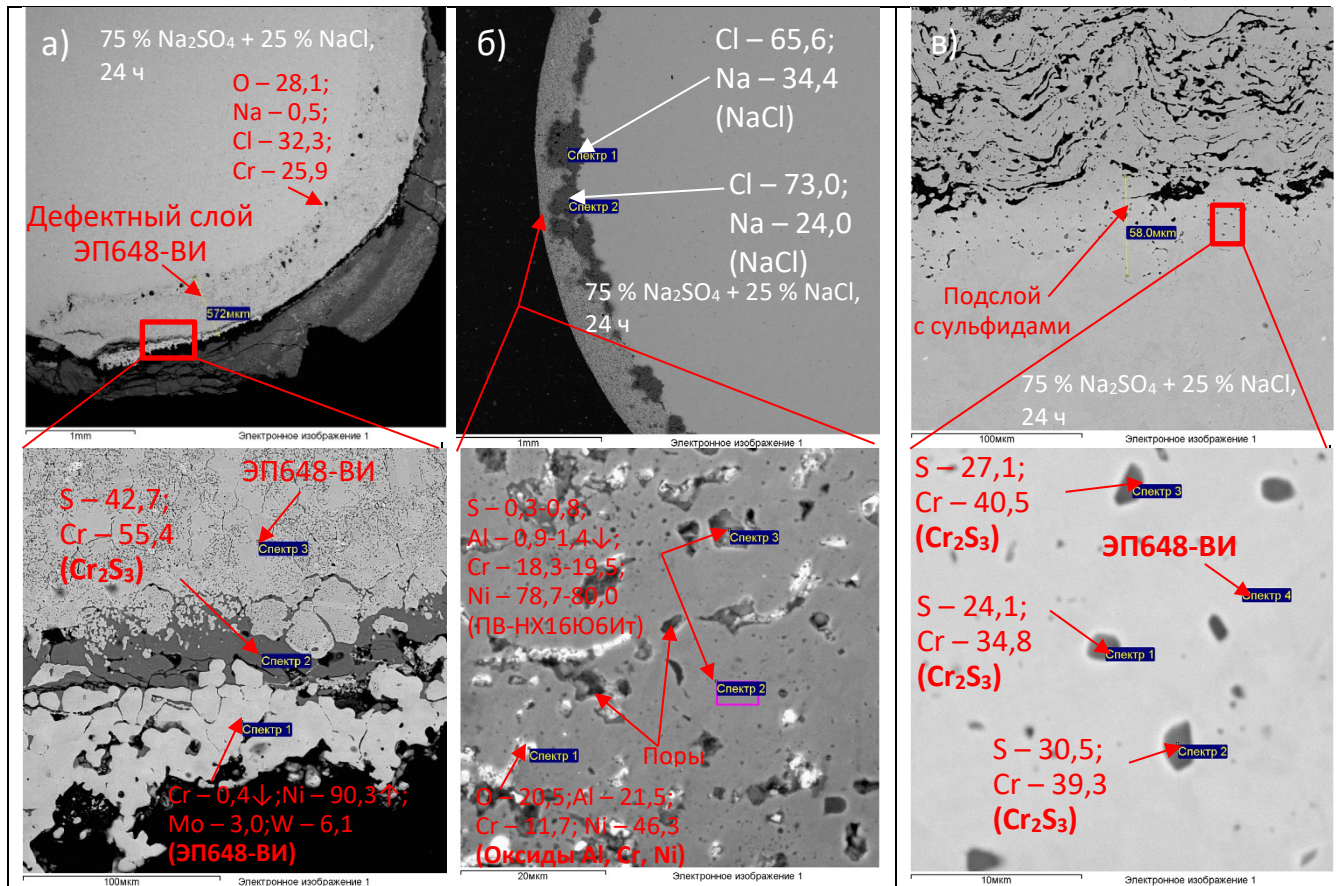 а)
75 % Na₂SO₄ + 25 % NaCl,
24 ч
O – 28,1;
Na – 0,5;
Cl – 32,3;
Cr – 25,9
Дефектный слой
ЭП648-ВИ
572мкm
1mm
Электронное изображение 1
б)
Cl – 65,6;
Na – 34,4
(NaCl)
Спектр 1
Cl – 73,0;
Na – 24,0
(NaCl)
Спектр 2
75 % Na₂SO₄ + 25 % NaCl,
24 ч
1mm
Электронное изображение 1
в)
58.0мкm
Подслой
с сульфидами
75 % Na₂SO₄ + 25 % NaCl,
24 ч
100мкm
Электронное изображение 1
ЭП648-ВИ
S – 42,7;
Cr – 55,4
(Cr₂S₃)
Спектр 3
Спектр 2
Спектр 1
Cr – 0,4↓;Ni – 90,3↑;
Mo – 3,0;W – 6,1
(ЭП648-ВИ)
100мкm
Электронное изображение 1
S – 0,3-0,8;
Al – 0,9-1,4↓;
Cr – 18,3-19,5;
Ni – 78,7-80,0
(ПВ-НХ16Ю6Ит)
Спектр 3
Спектр 2
Поры
Спектр 1
O – 20,5;Al – 21,5;
Cr – 11,7; Ni – 46,3
(Оксиды Al, Cr, Ni)
20мкm
Электронное изображение 1
S – 27,1;
Cr – 40,5
(Cr₂S₃)
Спектр 3
ЭП648-ВИ
Спектр 4
S – 24,1;
Cr – 34,8
(Cr₂S₃)
Спектр 1
S – 30,5;
Cr – 39,3
(Cr₂S₃)
Спектр 2
10мкm
Электронное изображение 1